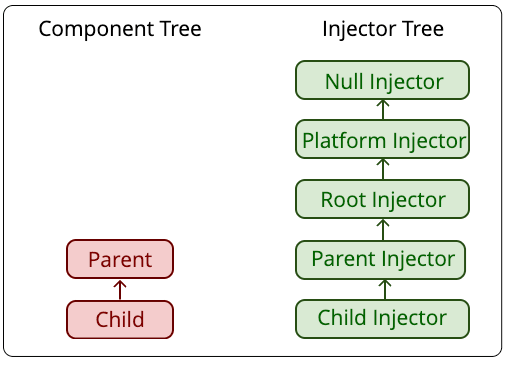 Component Tree
Injector Tree
Null Injector
Platform Injector
Root Injector
Parent
Parent Injector
Child
Child Injector